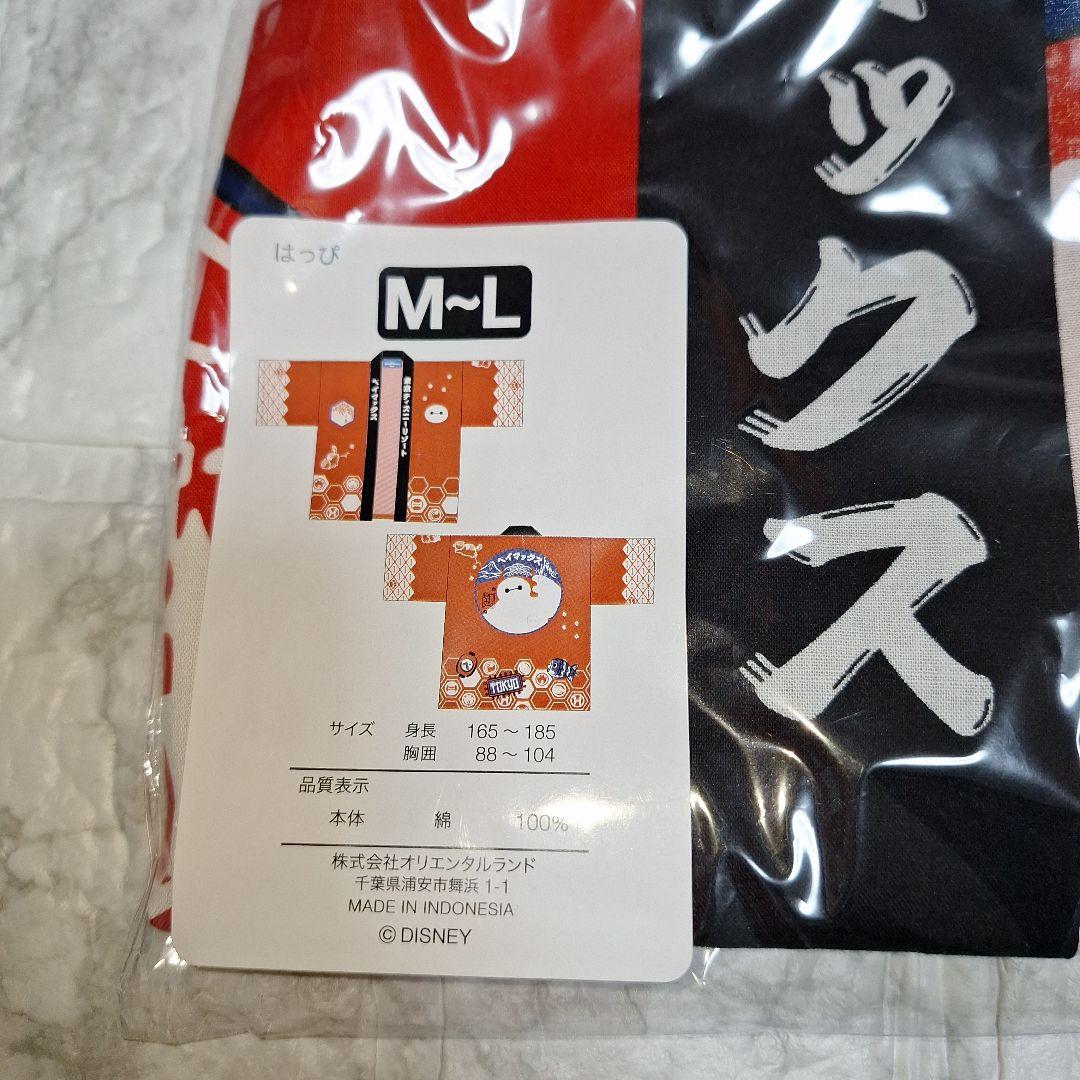 ックス
はっぴ
M~L
ベイマックス
東京ディズニーリゾート
ベイマックス
TOKYO
サイズ 身長 165～185
胸囲 88～104
品質表示
本体 綿 100%
株式会社オリエンタルランド
千葉県浦安市舞浜 1-1
MADE IN INDONESIA
© DISNEY